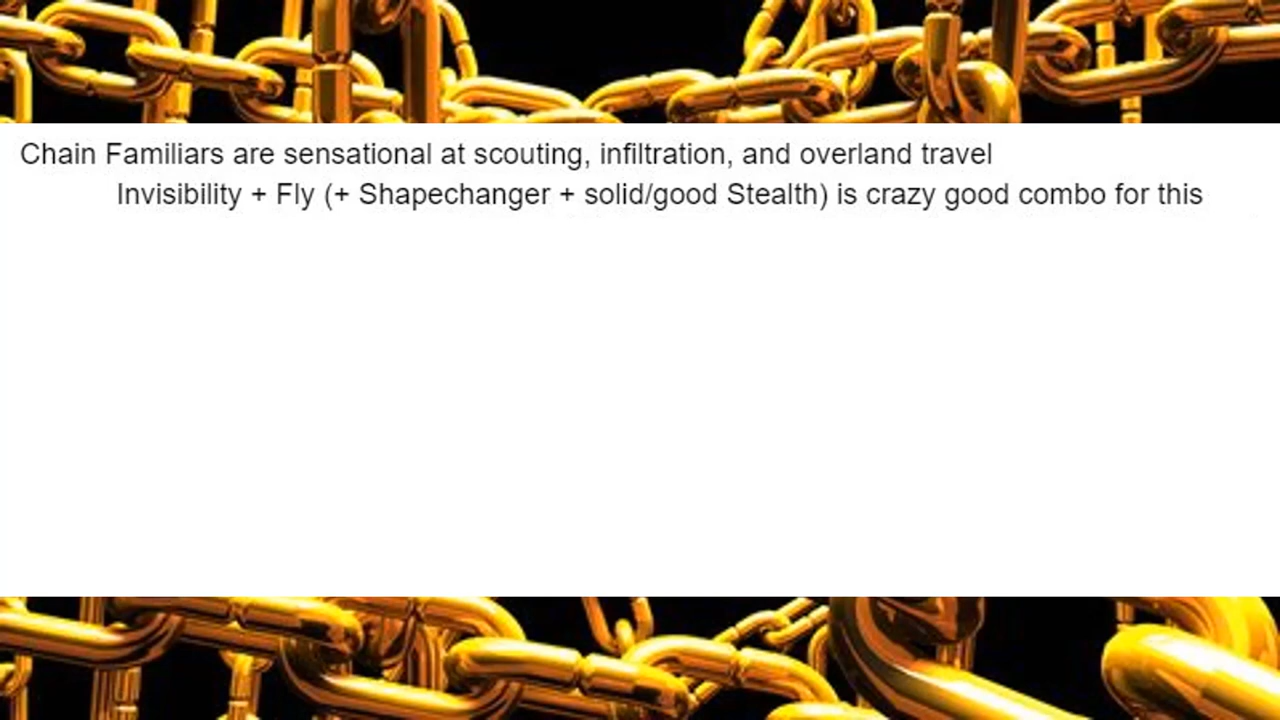 Chain Familiars are sensational at scouting, infiltration, and overland travel
Invisibility + Fly (+ Shapechanger + solid/good Stealth) is crazy good combo for this